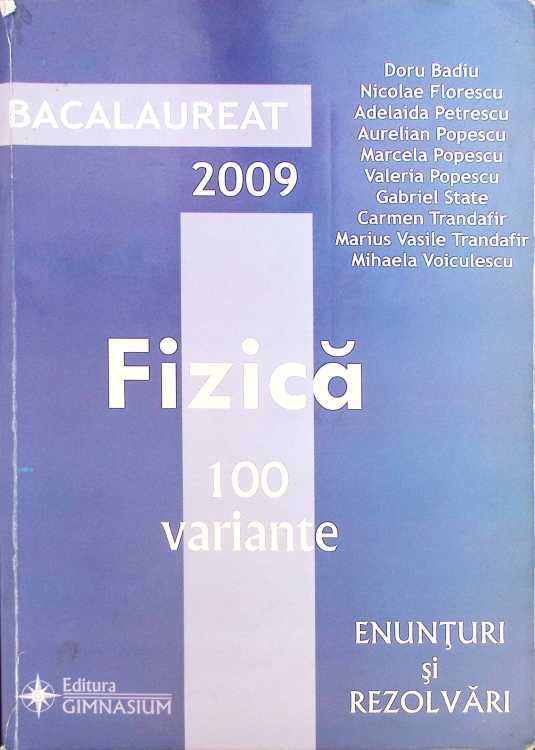 BACALAUREAT
2009
Doru Badiu
Nicolae Florescu
Adelaida Petrescu
Aurelian Popescu
Marcela Popescu
Valeria Popescu
Gabriel State
Carmen Trandafir
Marius Vasile Trandafir
Mihaela Voiculescu
Fizică
100
variante
ENUNŢURI
şi
REZOLVĂRI
Editura
GIMNASIUM